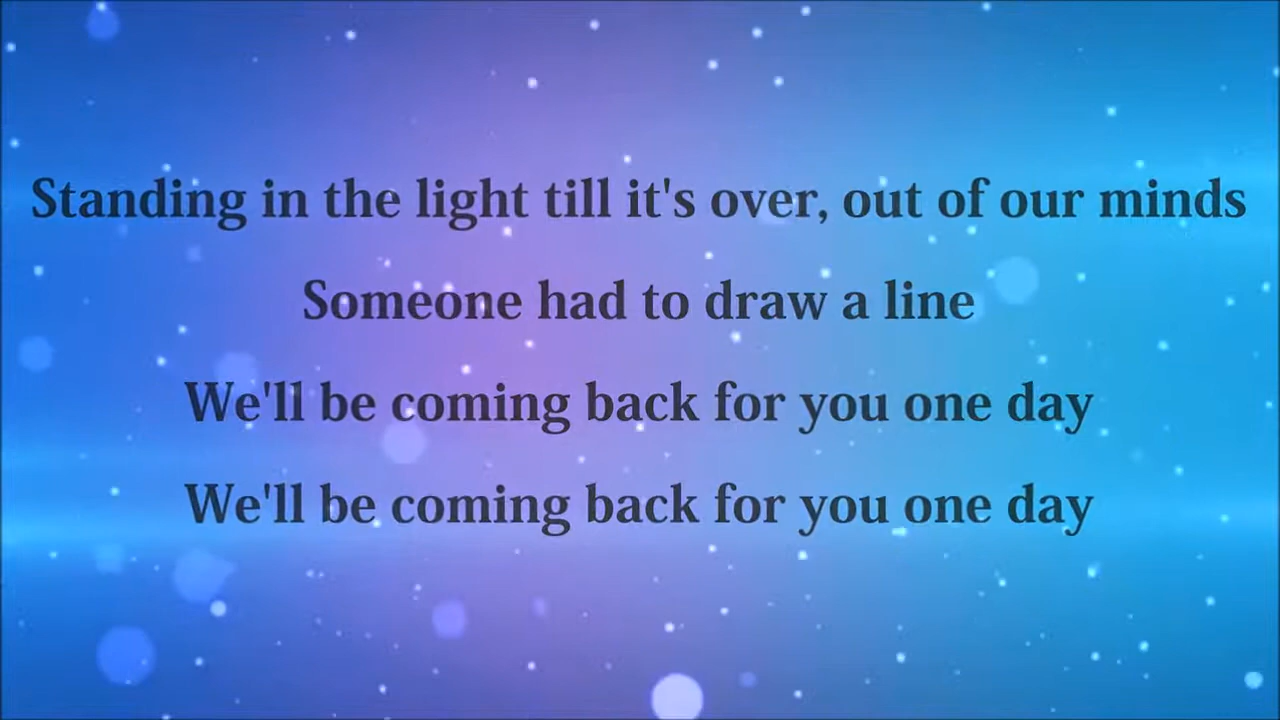 Standing in the light till it's over, out of our minds
Someone had to draw a line
We'll be coming back for you one day
We'll be coming back for you one day